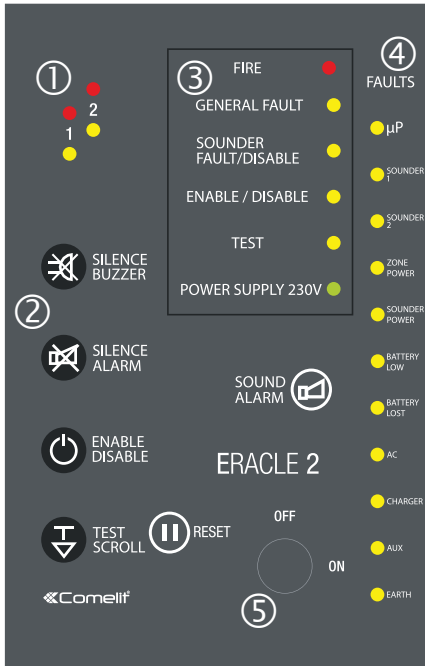 ①
2
1
③
FIRE
GENERAL FAULT
SOUNDER
FAULT/DISABLE
ENABLE / DISABLE
TEST
POWER SUPPLY 230V
④
FAULTS
µP
SOUNDER
1
SOUNDER
2
ZONE
POWER
SOUNDER
POWER
BATTERY
LOW
BATTERY
LOST
AC
CHARGER
AUX
EARTH
②
SILENCE
BUZZER
SILENCE
ALARM
ENABLE
DISABLE
TEST
SCROLL
RESET
SOUND
ALARM
ERACLE 2
OFF
ON
⑤
Comelit